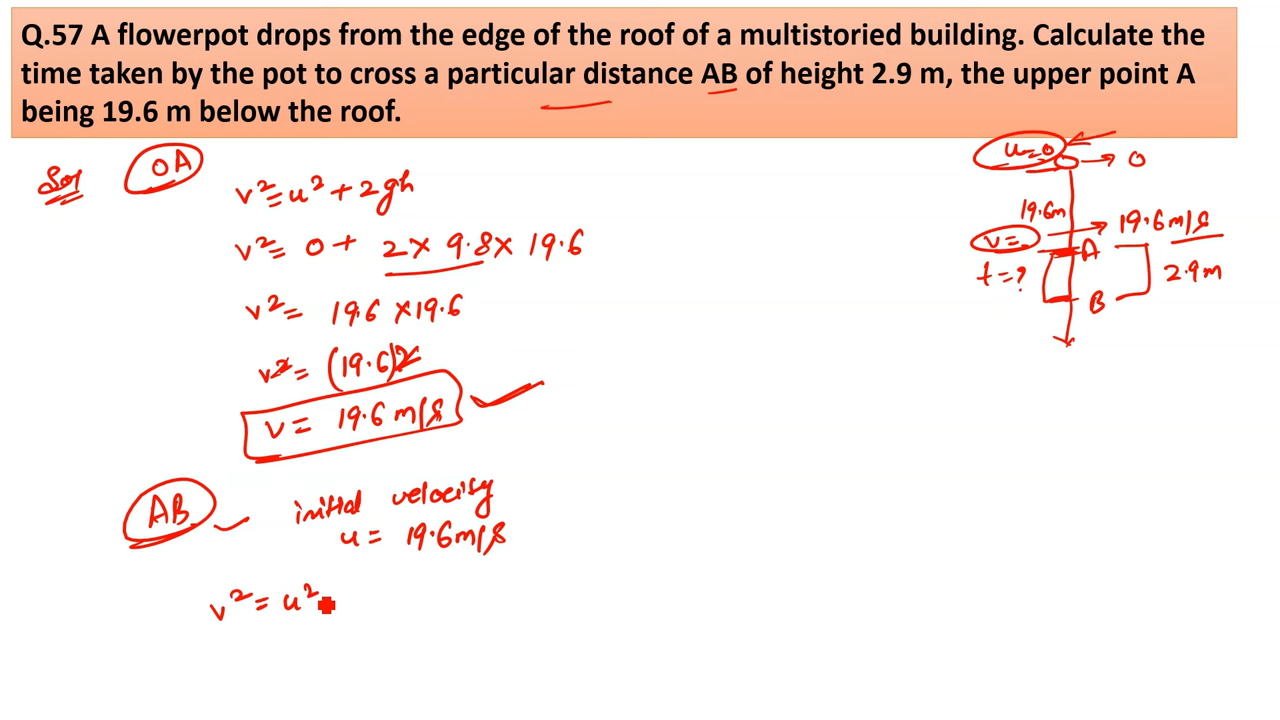 Q.57 A flowerpot drops from the edge of the roof of a multistoried building. Calculate the
time taken by the pot to cross a particular distance AB of height 2.9 m, the upper point A
being 19.6 m below the roof.
Sol OA
v² = u² + 2gh
v² = 0 + 2 × 9.8 × 19.6
v² = 19.6 × 19.6
v² = (19.6)²
v = 19.6 m/s
AB
initial velocity
u = 19.6 m/s
v² = u²
u=0
O
19.6m
19.6 m/s
v=
A
t=?
2.9m
B